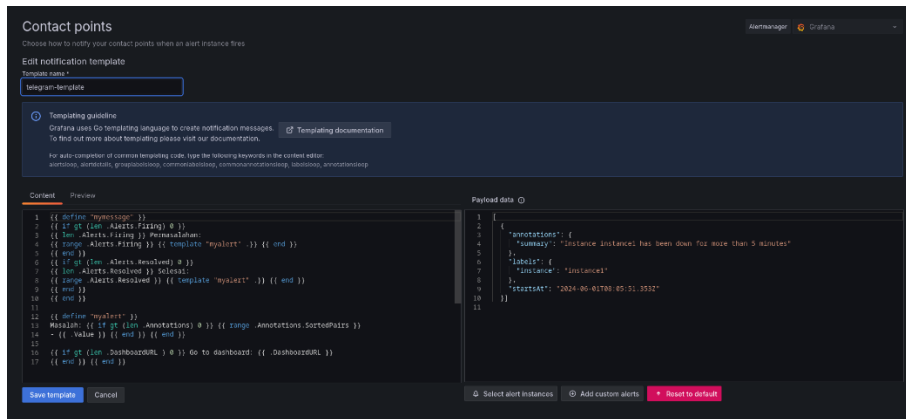 Contact points
Alertmanager
Grafana
Choose how to notify your contact points when an alert instance fires
Edit notification template
Template name *
telegram-template
Templating guideline
Grafana uses Go templating language to create notification messages.
To find out more about templating please visit our documentation.
Templating documentation
For auto-completion of common templating code, type the following keywords in the content editor:
alertsloop, alertdetails, grouplabelsloop, commonlabelsloop, commonannotationsloop, labelsloop, annotationsloop
Content
Preview
1 {{ define "mymessage" }}
2 {{ if gt (len .Alerts.Firing) 0 }}
3 {{ len .Alerts.Firing }} Permasalahan:
4 {{ range .Alerts.Firing }} {{ template "myalert" .}} {{ end }}
5 {{ end }}
6 {{ if gt (len .Alerts.Resolved) 0 }}
7 {{ len .Alerts.Resolved }} Selesai:
8 {{ range .Alerts.Resolved }} {{ template "myalert" .}} {{ end }}
9 {{ end }}
10 {{ end }}
11
12 {{ define "myalert" }}
13 Masalah: {{ if gt (len .Annotations) 0 }} {{ range .Annotations.SortedPairs }}
14 - {{ .Value }} {{ end }} {{ end }}
15
16 {{ if gt (len .DashboardURL ) 0 }} Go to dashboard: {{ .DashboardURL }}
17 {{ end }} {{ end }}
Payload data
1 [
2 {
3 "annotations": {
4 "summary": "Instance instance1 has been down for more than 5 minutes"
5 },
6 "labels": {
7 "instance": "instance1"
8 },
9 "startsAt": "2024-06-01T08:05:51.353Z"
10 }]
11
Save template
Cancel
Select alert instances
Add custom alerts
Reset to default